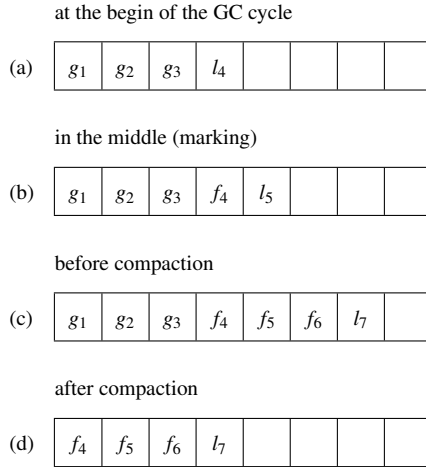 at the begin of the GC cycle
(a) g₁ g₂ g₃ l₄
in the middle (marking)
(b) g₁ g₂ g₃ f₄ l₅
before compaction
(c) g₁ g₂ g₃ f₄ f₅ f₆ l₇
after compaction
(d) f₄ f₅ f₆ l₇